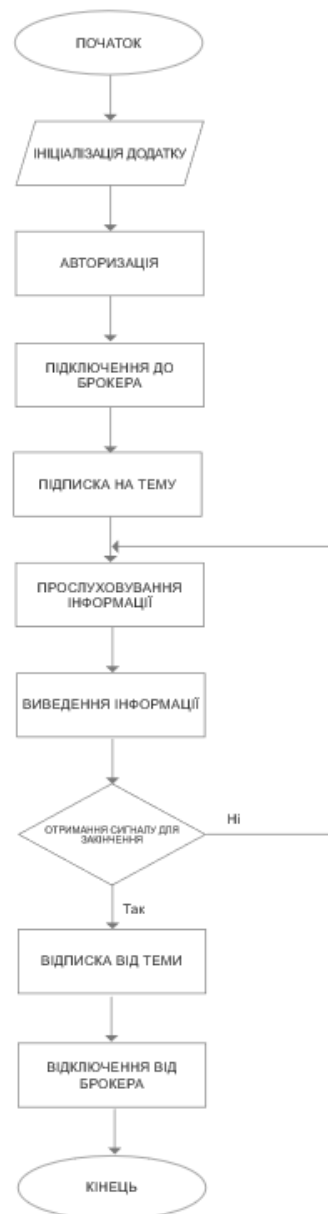 ПОЧАТОК
ІНІЦІАЛІЗАЦІЯ ДОДАТКУ
АВТОРИЗАЦІЯ
ПІДКЛЮЧЕННЯ ДО
БРОКЕРА
ПІДПИСКА НА ТЕМУ
ПРОСЛУХОВУВАННЯ
ІНФОРМАЦІЇ
ВИВЕДЕННЯ ІНФОРМАЦІЇ
ОТРИМАННЯ СИГНАЛУ ДЛЯ
ЗАКІНЧЕННЯ
Ні
Так
ВІДПИСКА ВІД ТЕМИ
ВІДКЛЮЧЕННЯ ВІД
БРОКЕРА
КІНЕЦЬ